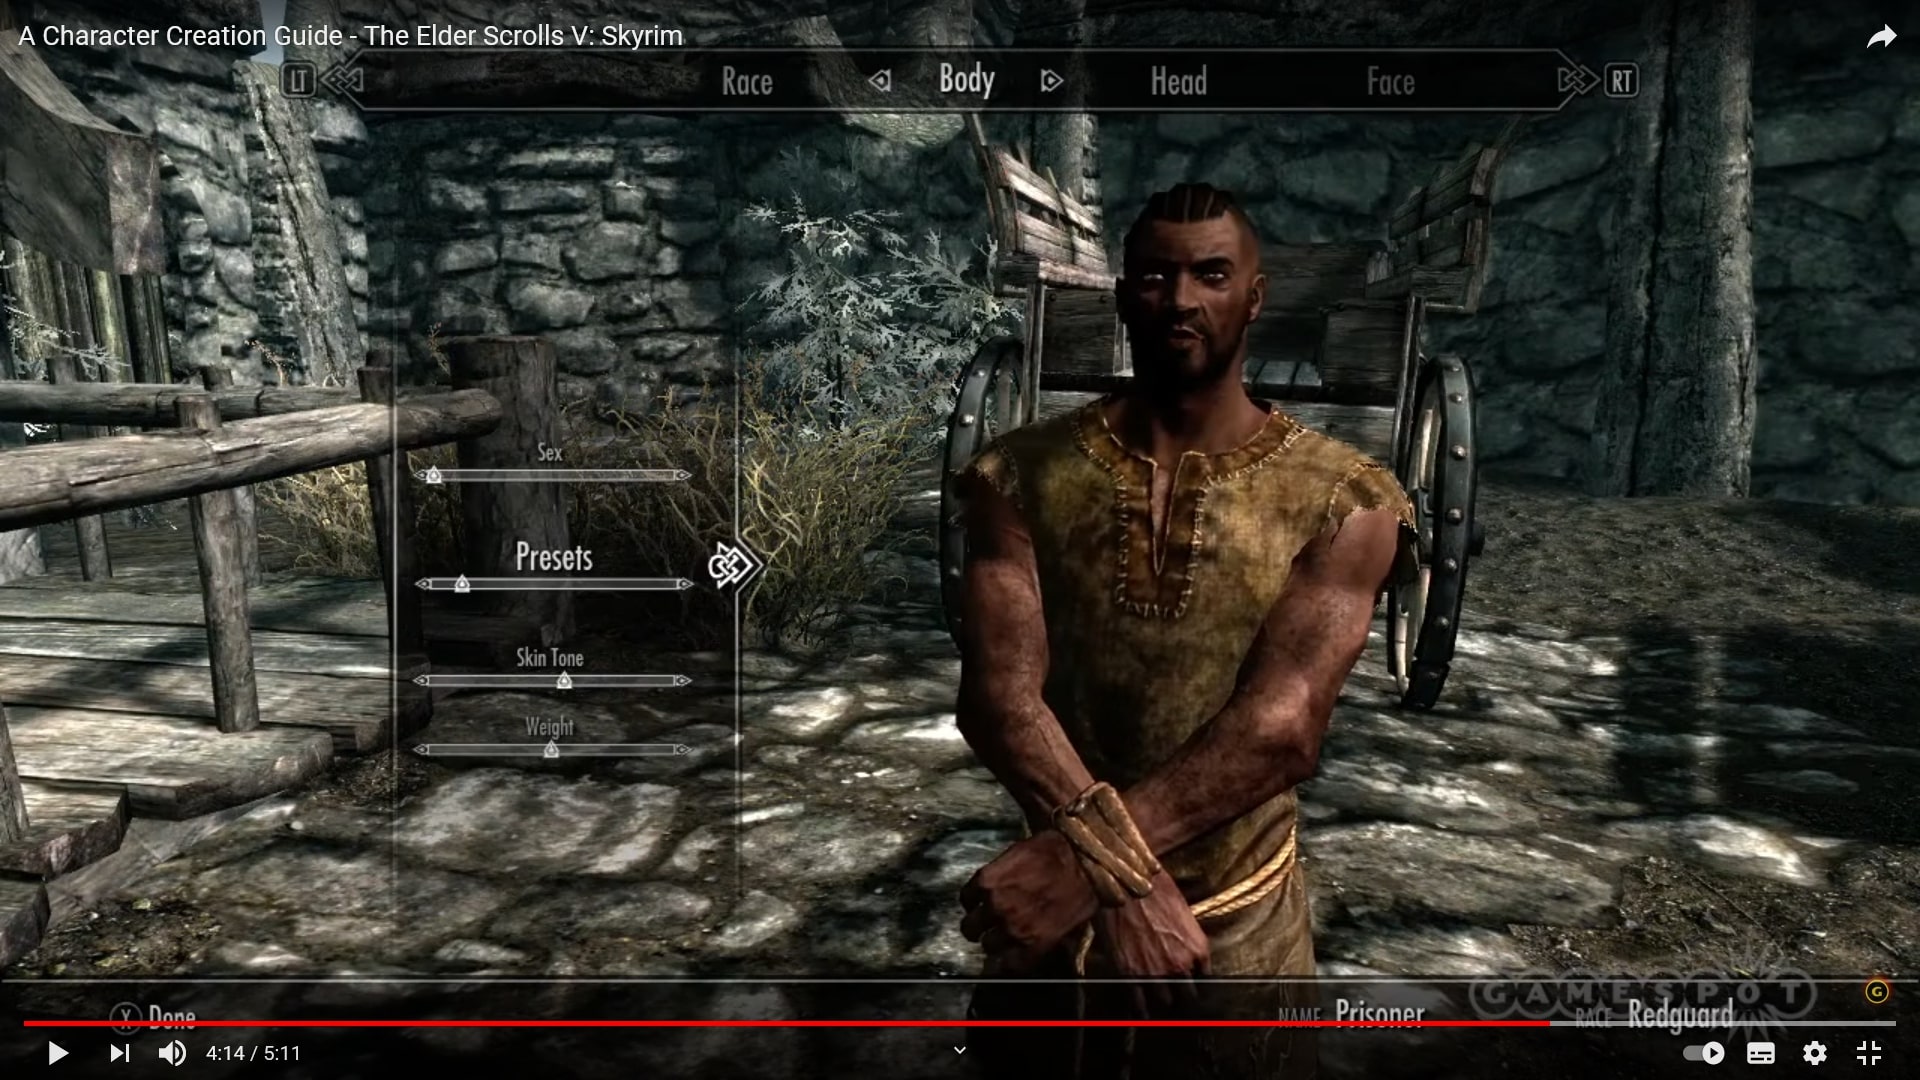 A Character Creation Guide - The Elder Scrolls V: Skyrim
LT Race Body Head Face RT
Sex
Presets
Skin Tone
Weight
GAMESPOT
G
X Done
NAME Prisoner RACE Redguard
4:14 / 5:11